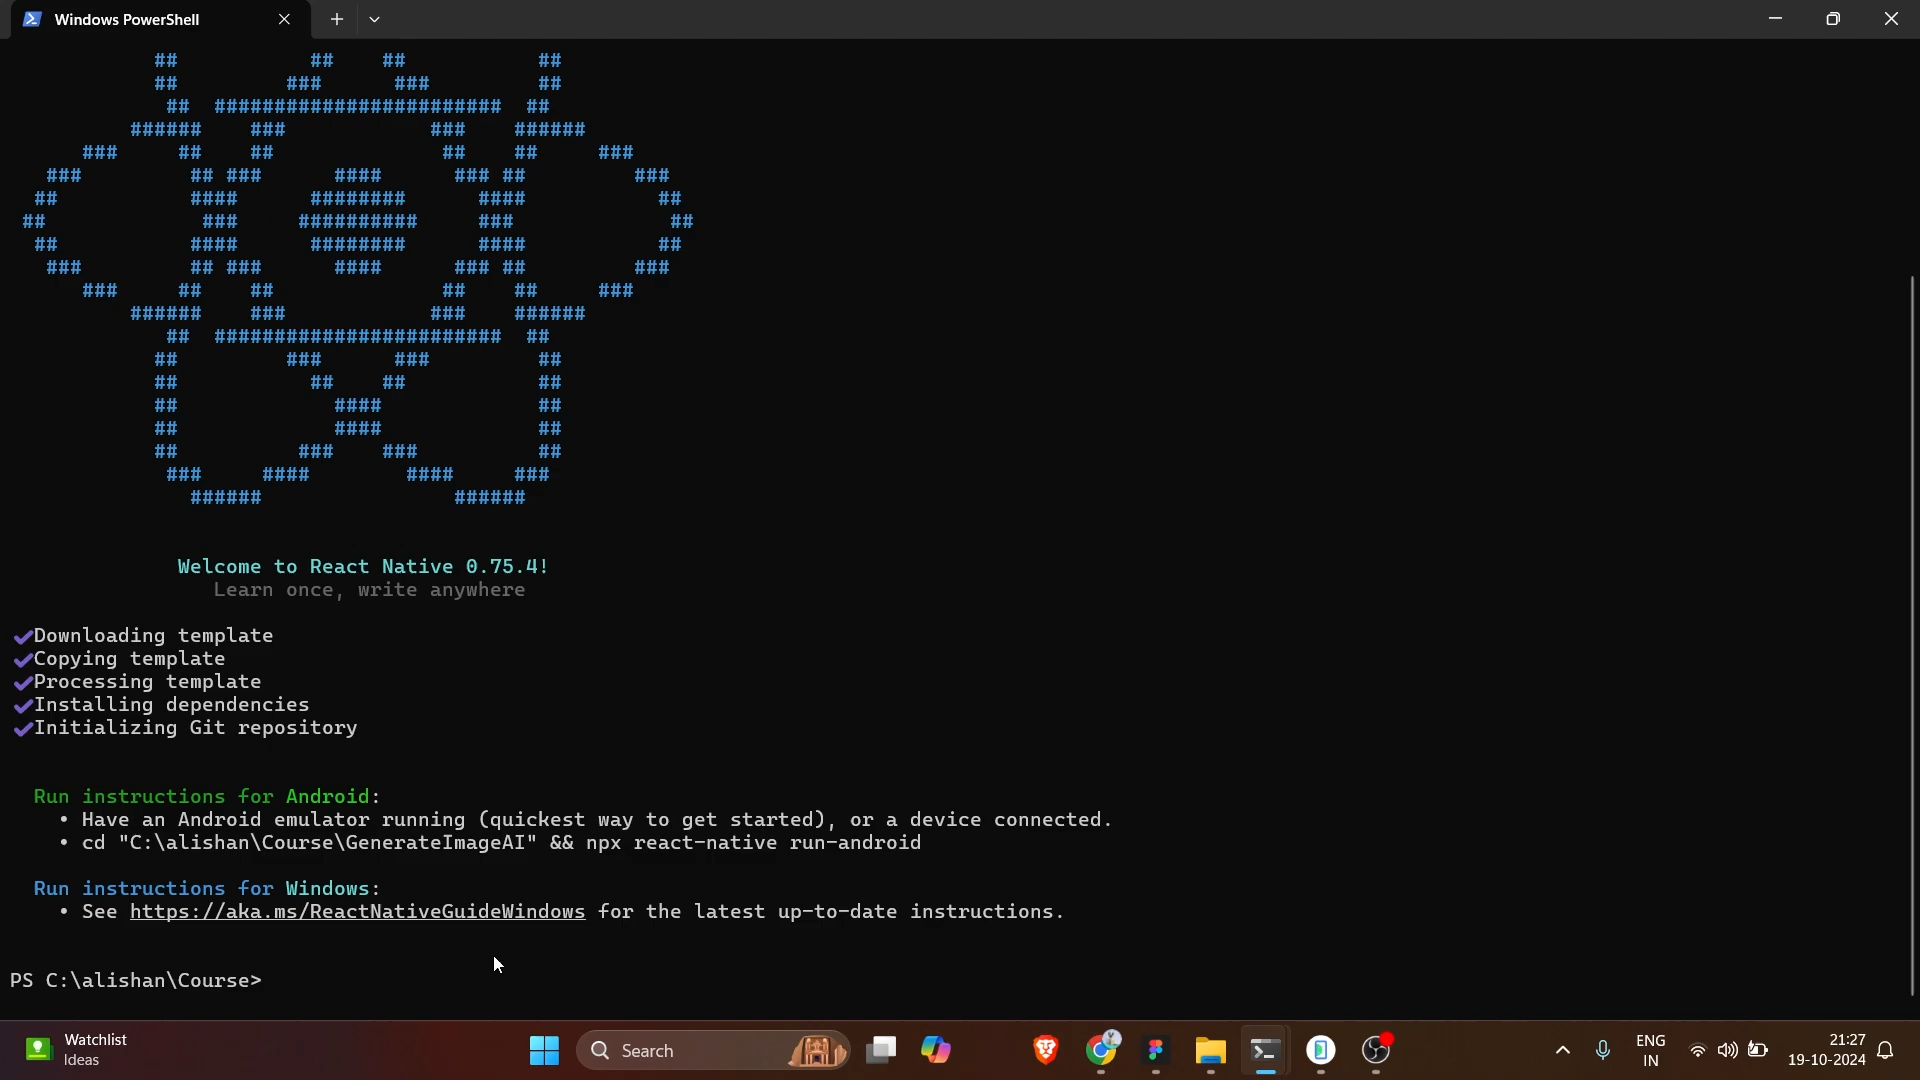 Windows PowerShell
##           ##    ##           ##
##         ###      ###         ##
##  ########################  ##
######    ###            ###    ######
###     ##    ##              ##    ##     ###
###         ## ###      ####      ### ##         ###
##           ####      ########      ####           ##
##             ###     ##########     ###             ##
##           ####      ########      ####           ##
###         ## ###      ####      ### ##         ###
###     ##    ##              ##    ##     ###
######    ###            ###    ######
##  ########################  ##
##         ###      ###         ##
##           ##    ##           ##
##             ####             ##
##             ####             ##
##          ###    ###          ##
###     ####        ####     ###
######                ######
Welcome to React Native 0.75.4!
Learn once, write anywhere
✔Downloading template
✔Copying template
✔Processing template
✔Installing dependencies
✔Initializing Git repository
Run instructions for Android:
• Have an Android emulator running (quickest way to get started), or a device connected.
• cd "C:\alishan\Course\GenerateImageAI" && npx react-native run-android
Run instructions for Windows:
• See https://aka.ms/ReactNativeGuideWindows for the latest up-to-date instructions.
PS C:\alishan\Course>
Watchlist
Ideas
Search
ENG
IN
21:27
19-10-2024